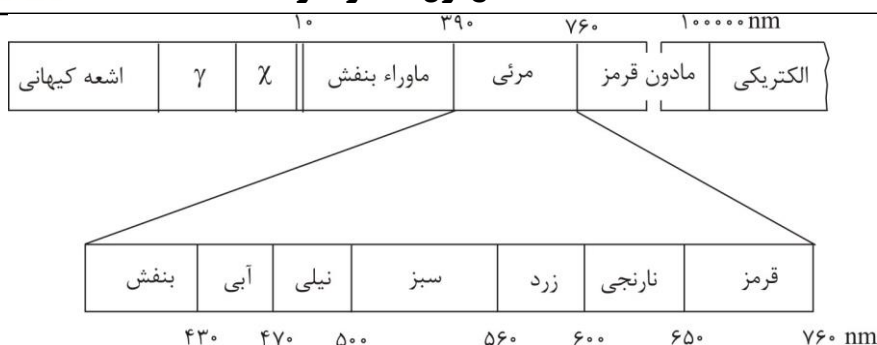 ۱۰ ۳۹۰ ۷۶۰ ۱۰۰۰۰۰ nm
اشعه کیهانی γ χ ماوراء بنفش مرئی مادون قرمز الکتریکی
بنفش آبی نیلی سبز زرد نارنجی قرمز
۴۳۰ ۴۷۰ ۵۰۰ ۵۶۰ ۶۰۰ ۶۵۰ ۷۶۰ nm